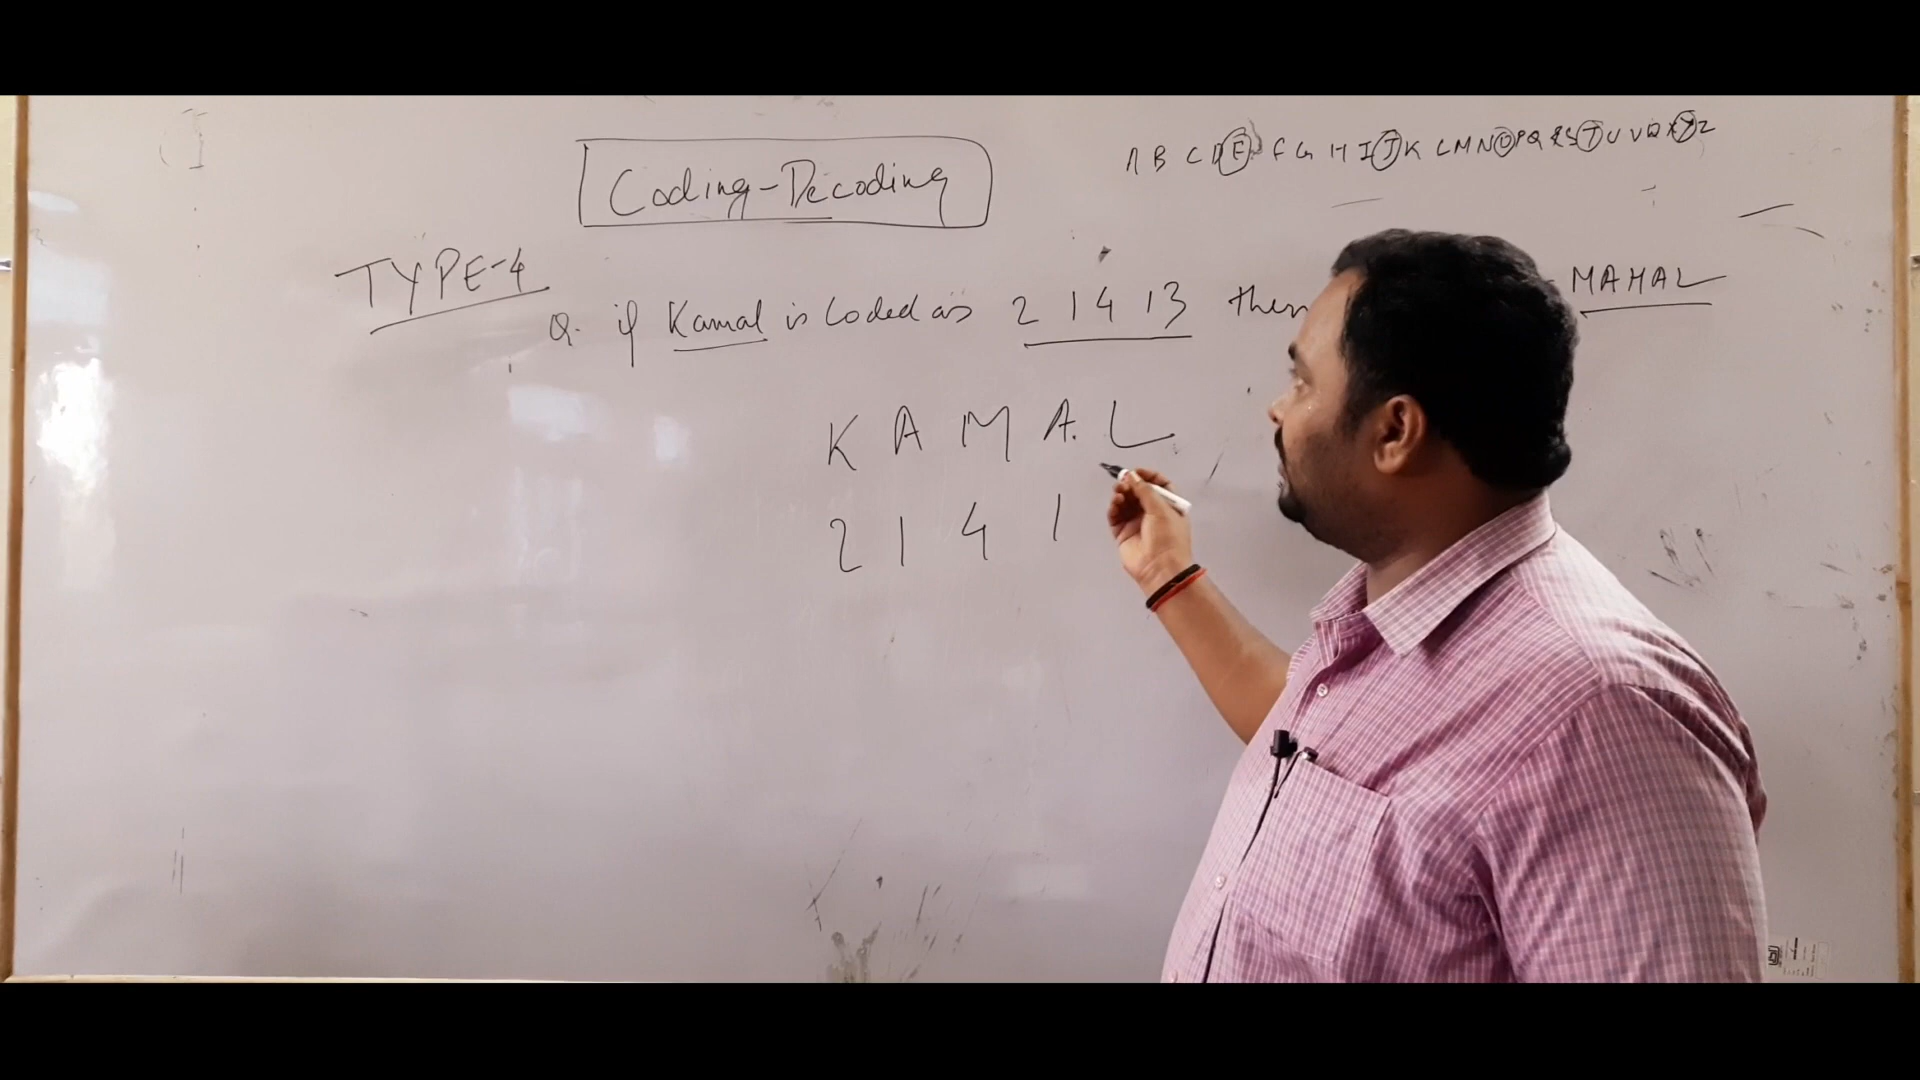 A B C D E F G H I J K L M N O P Q R S T U V W X Y Z
Coding-Decoding
TYPE-4
Q. if Kamal is Coded as 2 1 4 1 3 then MAHAL
K A M A L
2 1 4 1